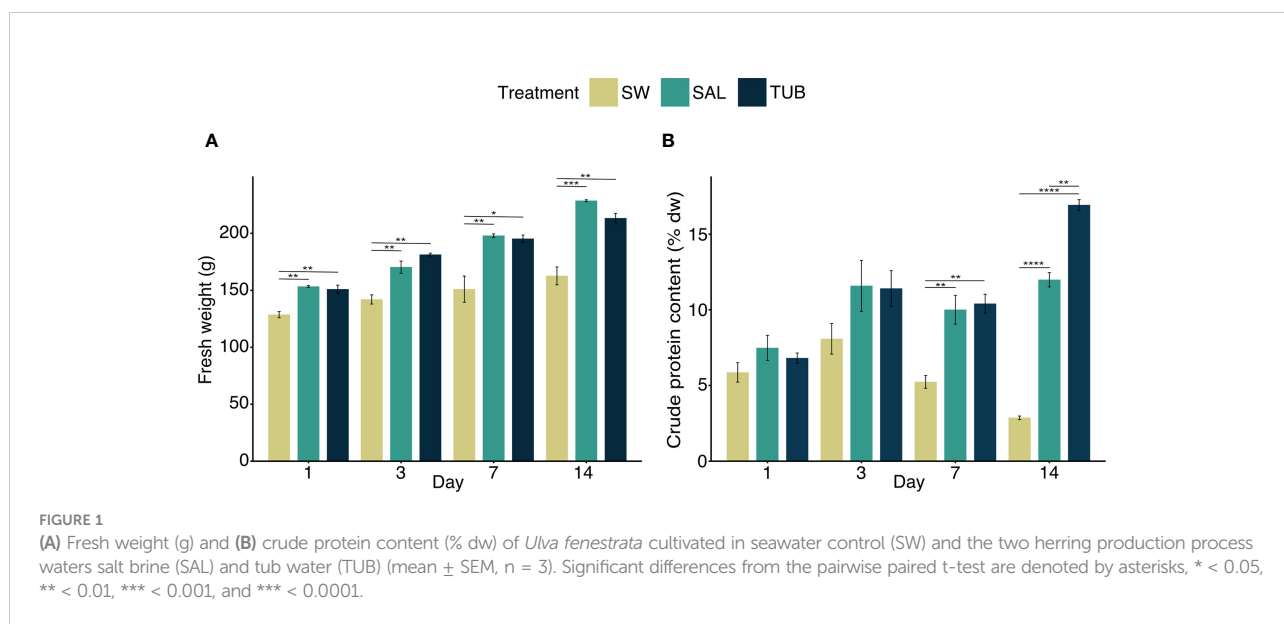 Treatment SW SAL TUB
A
B
** ** ** ** ** * *** **
Fresh weight (g)
200
150
100
50
0
1 3 7 14
Day
** ** **** **** **
Crude protein content (% dw)
15
10
5
0
1 3 7 14
Day
FIGURE 1
(A) Fresh weight (g) and (B) crude protein content (% dw) of Ulva fenestrata cultivated in seawater control (SW) and the two herring production process
waters salt brine (SAL) and tub water (TUB) (mean ± SEM, n = 3). Significant differences from the pairwise paired t-test are denoted by asterisks, * < 0.05,
** < 0.01, *** < 0.001, and *** < 0.0001.